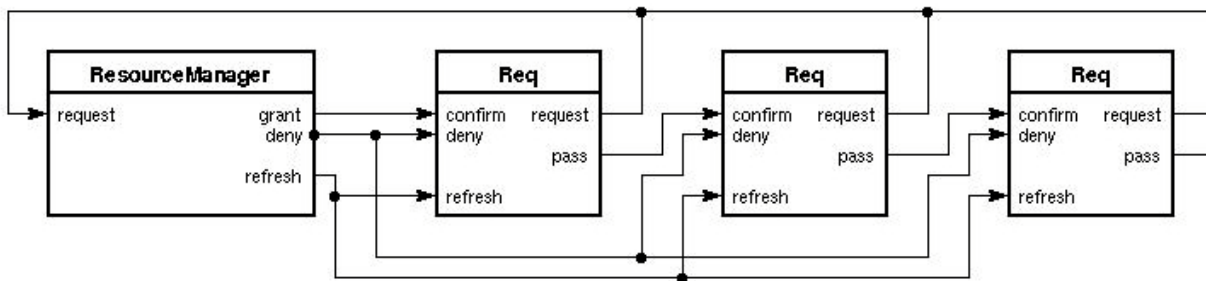 ResourceManager
request
grant
deny
refresh
Req
confirm request
deny
pass
refresh
Req
confirm request
deny
pass
refresh
Req
confirm request
deny
pass
refresh